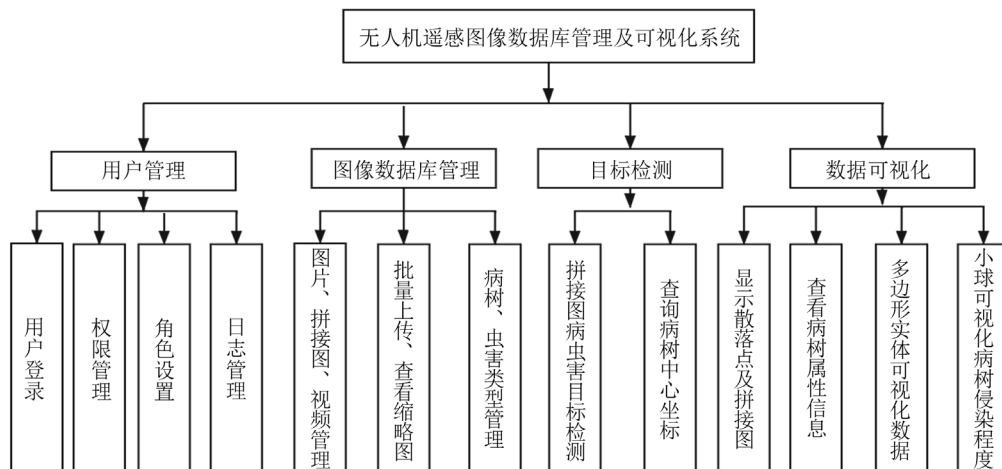 无人机遥感图像数据库管理及可视化系统
用户管理
图像数据库管理
目标检测
数据可视化
用户登录
权限管理
角色设置
日志管理
图片、拼接图、视频管理
批量上传、查看缩略图
病树、虫害类型管理
拼接图病虫害目标检测
查询病树中心坐标
显示散落点及拼接图
查看病树属性信息
多边形实体可视化数据
小球可视化病树侵染程度